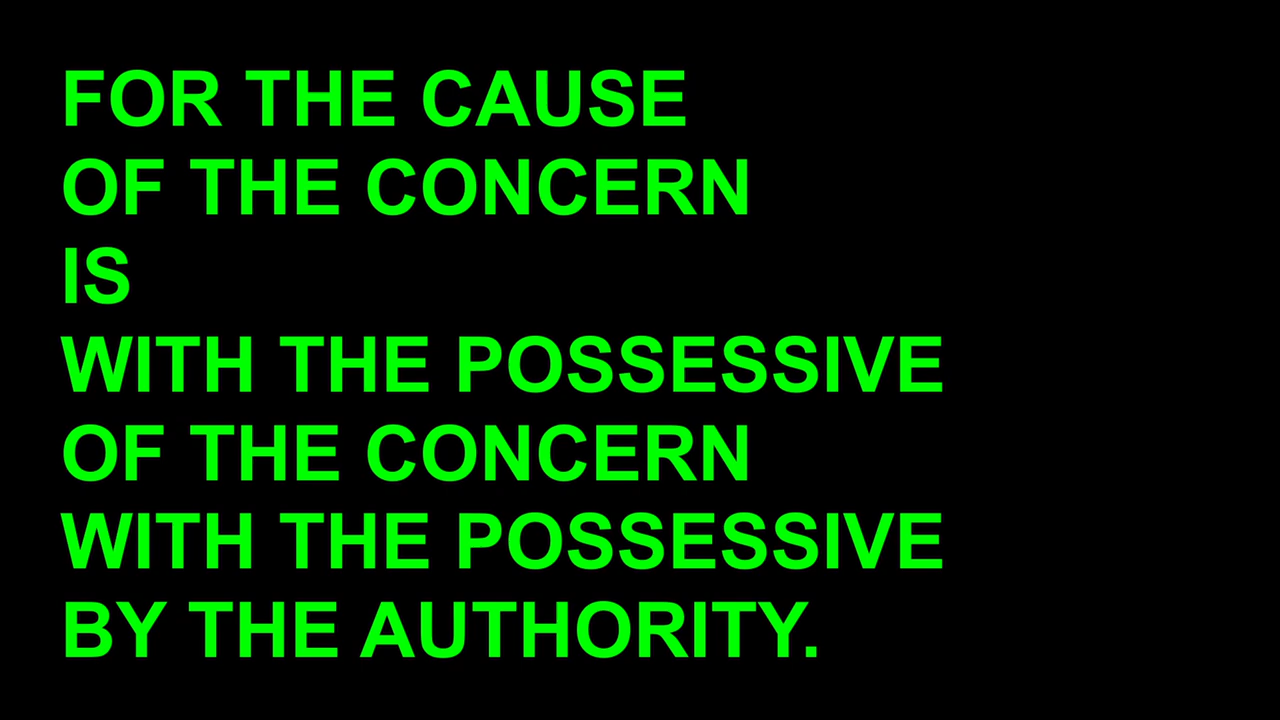 FOR THE CAUSE
OF THE CONCERN
IS
WITH THE POSSESSIVE
OF THE CONCERN
WITH THE POSSESSIVE
BY THE AUTHORITY.